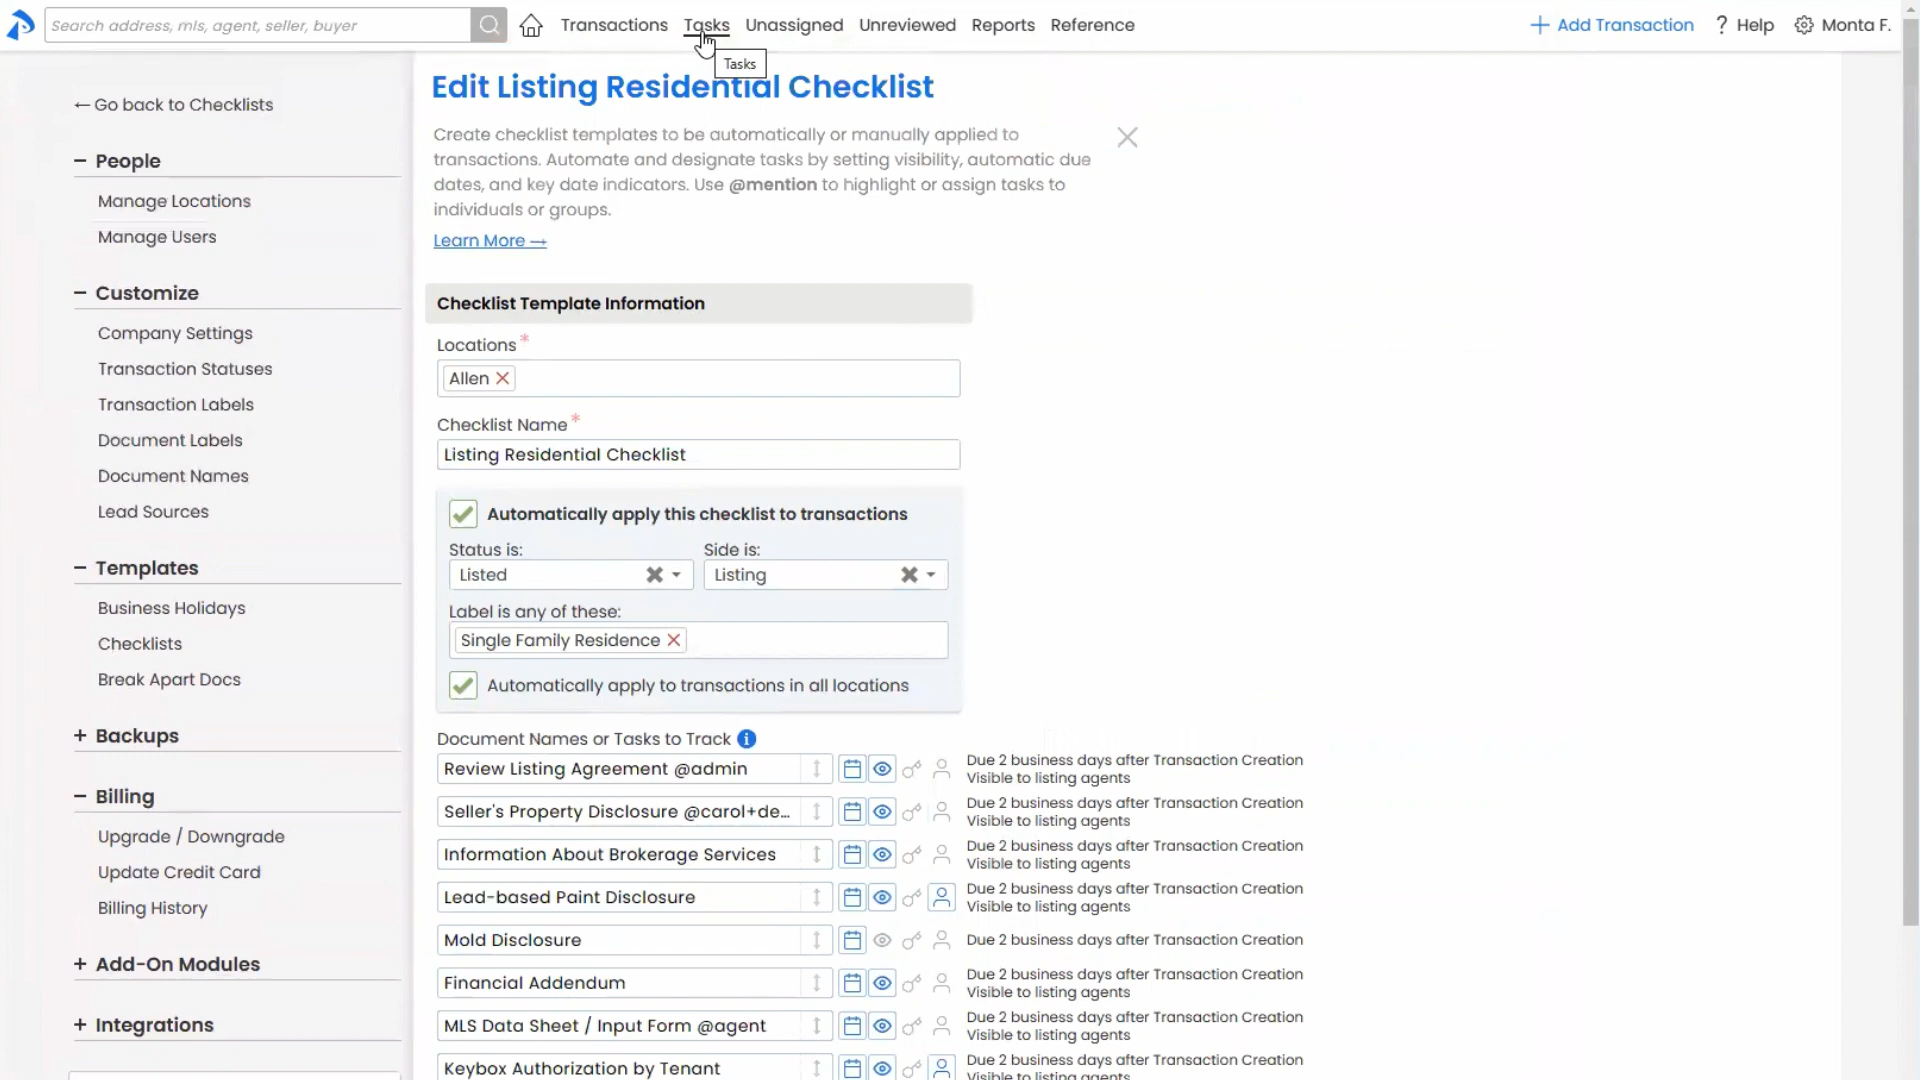 Search address, mls, agent, seller, buyer
Transactions Tasks Unassigned Unreviewed Reports Reference
+ Add Transaction
? Help
Monta F.
Tasks
← Go back to Checklists
– People
Manage Locations
Manage Users
– Customize
Company Settings
Transaction Statuses
Transaction Labels
Document Labels
Document Names
Lead Sources
– Templates
Business Holidays
Checklists
Break Apart Docs
+ Backups
– Billing
Upgrade / Downgrade
Update Credit Card
Billing History
+ Add-On Modules
+ Integrations
Edit Listing Residential Checklist
Create checklist templates to be automatically or manually applied to
transactions. Automate and designate tasks by setting visibility, automatic due
dates, and key date indicators. Use @mention to highlight or assign tasks to
individuals or groups.
Learn More →
Checklist Template Information
Locations *
Allen
Checklist Name *
Listing Residential Checklist
Automatically apply this checklist to transactions
Status is: Side is:
Listed Listing
Label is any of these:
Single Family Residence
Automatically apply to transactions in all locations
Document Names or Tasks to Track
Review Listing Agreement @admin
Due 2 business days after Transaction Creation
Visible to listing agents
Seller's Property Disclosure @carol+de...
Due 2 business days after Transaction Creation
Visible to listing agents
Information About Brokerage Services
Due 2 business days after Transaction Creation
Visible to listing agents
Lead-based Paint Disclosure
Due 2 business days after Transaction Creation
Visible to listing agents
Mold Disclosure
Due 2 business days after Transaction Creation
Financial Addendum
Due 2 business days after Transaction Creation
Visible to listing agents
MLS Data Sheet / Input Form @agent
Due 2 business days after Transaction Creation
Visible to listing agents
Keybox Authorization by Tenant
Due 2 business days after Transaction Creation
Visible to listing agents